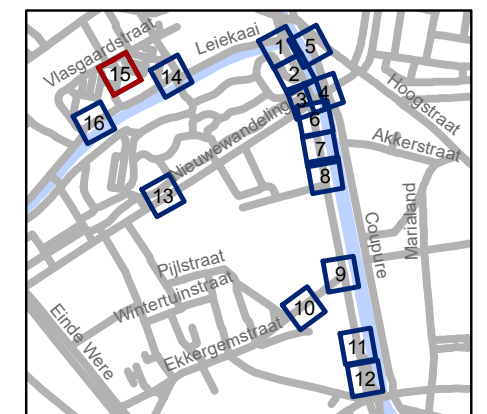 Vlasgaardstraat
Leiekaai
1
5
15
14
2
3
4
16
6
Hoogstraat
Nieuwewandeling
Akkerstraat
7
8
13
Marialand
Coupure
Pijlstraat
9
Wintertuinstraat
10
Einde Were
Ekkergemstraat
11
12